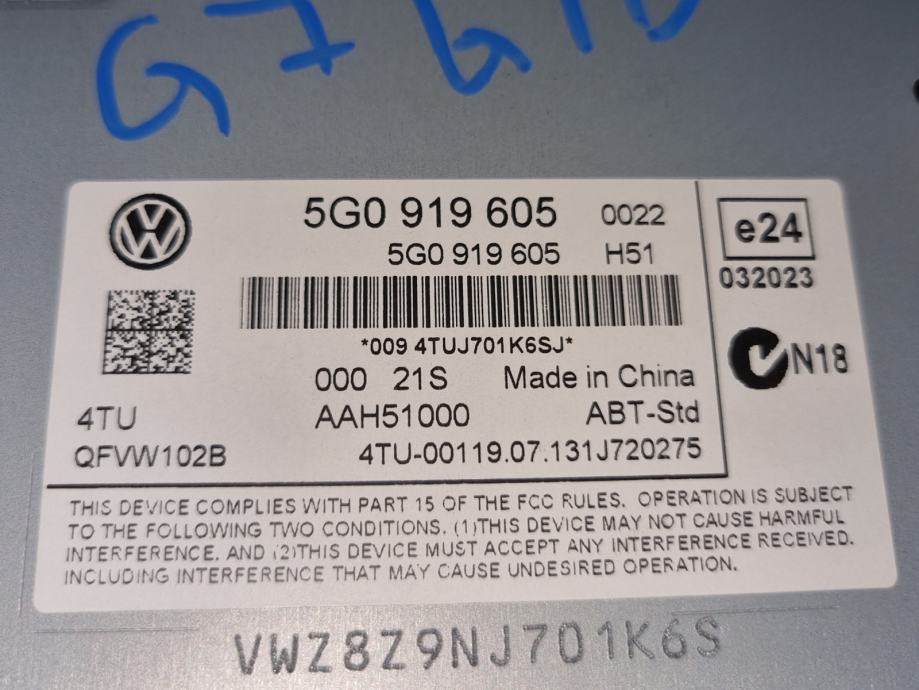 G7 GTD
5G0 919 605 0022
5G0 919 605 H51
*009 4TUJ701K6SJ*
000 21S Made in China
4TU AAH51000 ABT-Std
QFVW102B 4TU-00119.07.131J720275
e24
032023
N18
THIS DEVICE COMPLIES WITH PART 15 OF THE FCC RULES. OPERATION IS SUBJECT
TO THE FOLLOWING TWO CONDITIONS. (1)THIS DEVICE MAY NOT CAUSE HARMFUL
INTERFERENCE. AND (2)THIS DEVICE MUST ACCEPT ANY INTERFERENCE RECEIVED.
INCLUDING INTERFERENCE THAT MAY CAUSE UNDESIRED OPERATION.
VWZ8Z9NJ701K6S